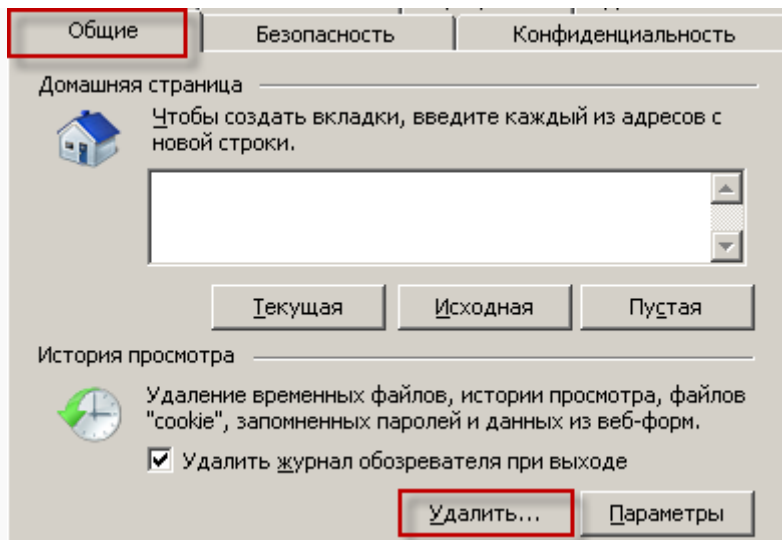 Общие
Безопасность
Конфиденциальность
Домашняя страница
Чтобы создать вкладки, введите каждый из адресов с
новой строки.
Текущая
Исходная
Пустая
История просмотра
Удаление временных файлов, истории просмотра, файлов
"cookie", запомненных паролей и данных из веб-форм.
Удалить журнал обозревателя при выходе
Удалить...
Параметры